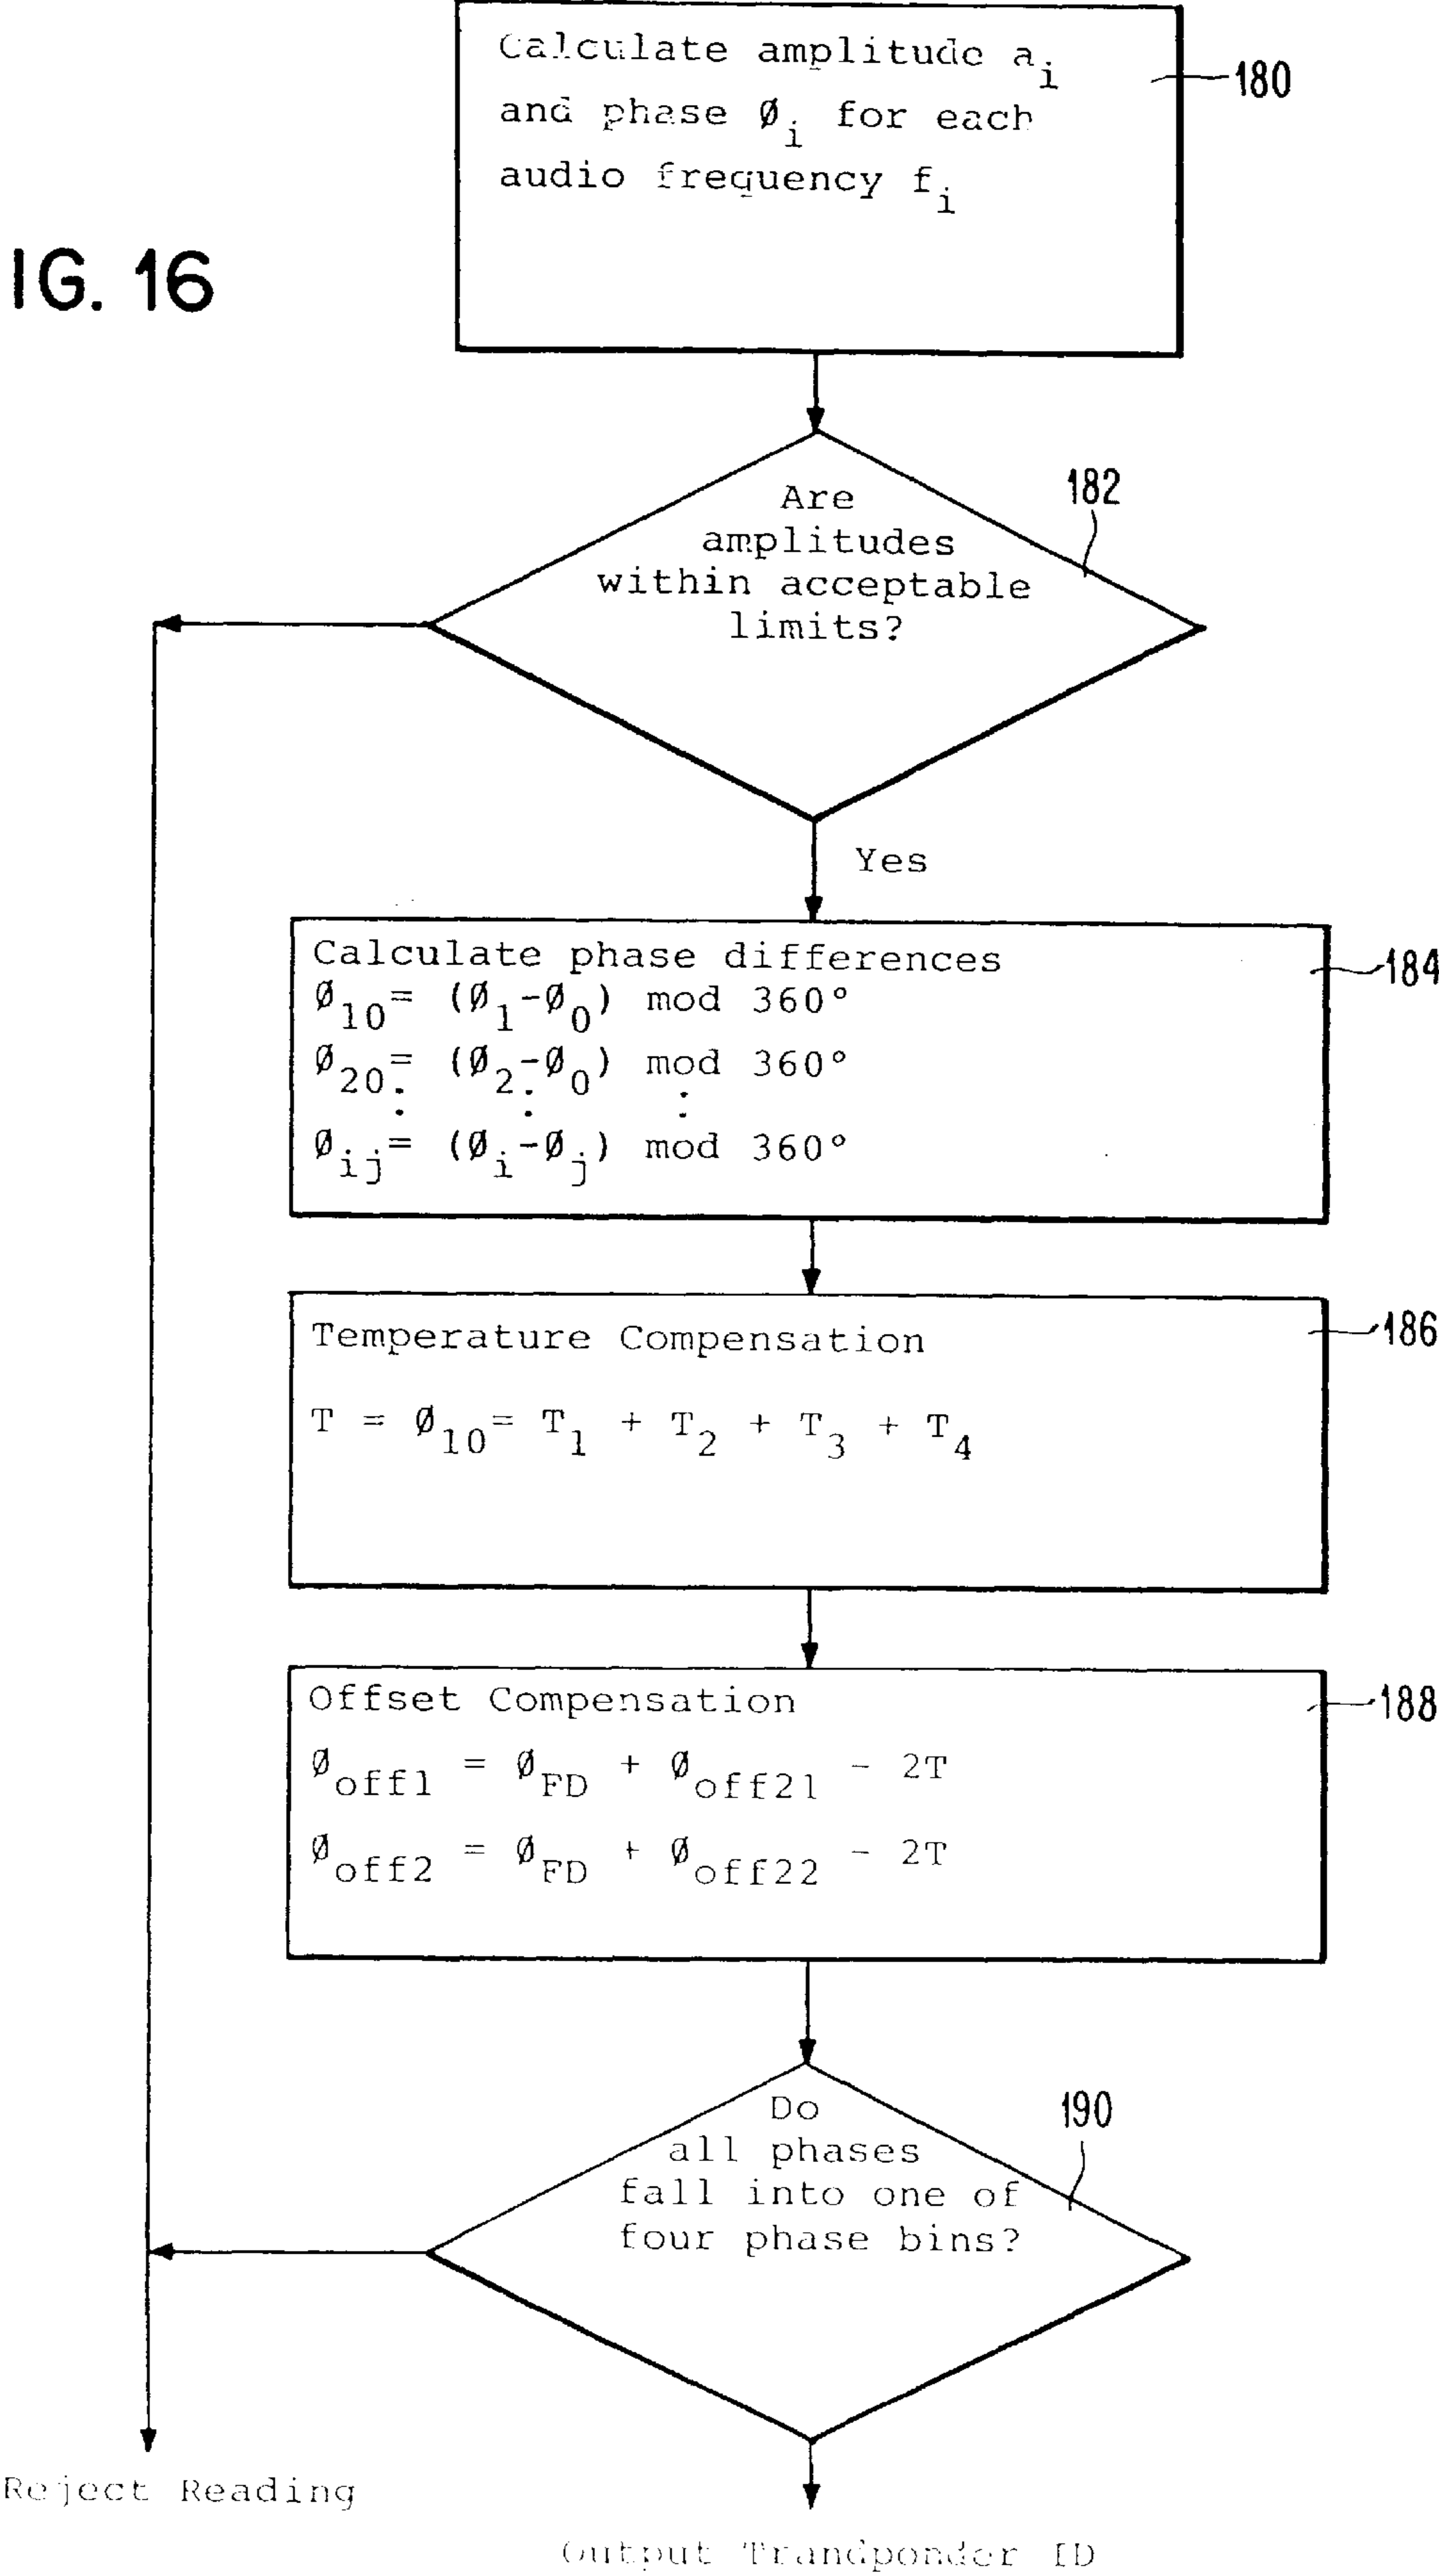 Calculate amplitude a_i
and phase Ø_i for each
audio frequency f_i
180
IG. 16
182
Are
amplitudes
within acceptable
limits?
Yes
184
Calculate phase differences
Ø_10 = (Ø_1-Ø_0) mod 360°
Ø_20 = (Ø_2-Ø_0) mod 360°
: : :
Ø_ij = (Ø_i-Ø_j) mod 360°
186
Temperature Compensation
T = Ø_10 = T_1 + T_2 + T_3 + T_4
188
Offset Compensation
Ø_off1 = Ø_FD + Ø_off21 - 2T
Ø_off2 = Ø_FD + Ø_off22 - 2T
190
Do
all phases
fall into one of
four phase bins?
Reject Reading
Output Trandponder ID